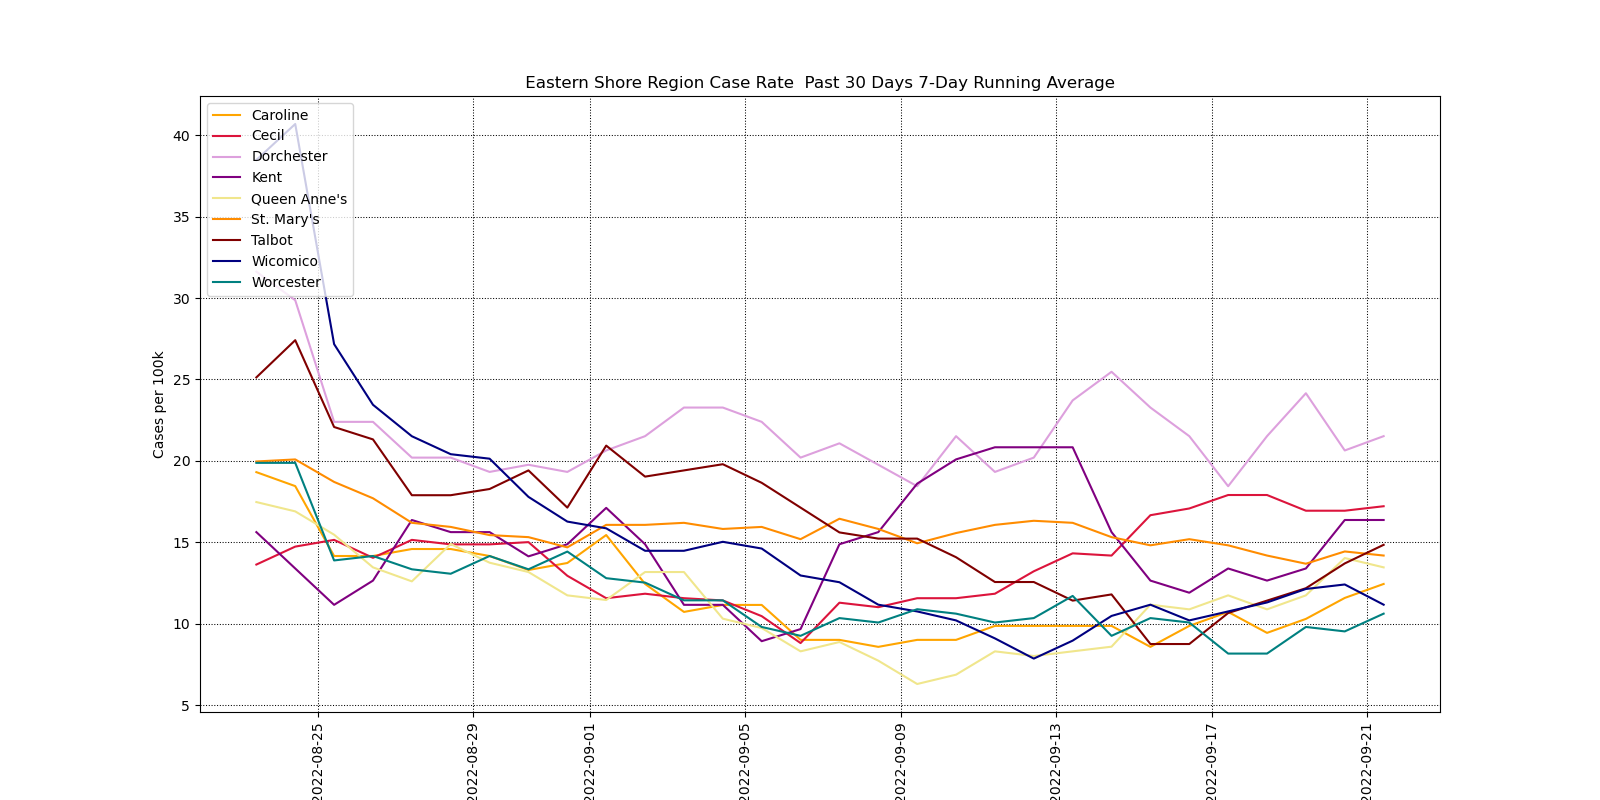 Eastern Shore Region Case Rate  Past 30 Days 7-Day Running Average
Caroline
Cecil
Dorchester
Kent
Queen Anne's
St. Mary's
Talbot
Wicomico
Worcester
Cases per 100k
40
35
30
25
20
15
10
5
2022-08-25
2022-08-29
2022-09-01
2022-09-05
2022-09-09
2022-09-13
2022-09-17
2022-09-21